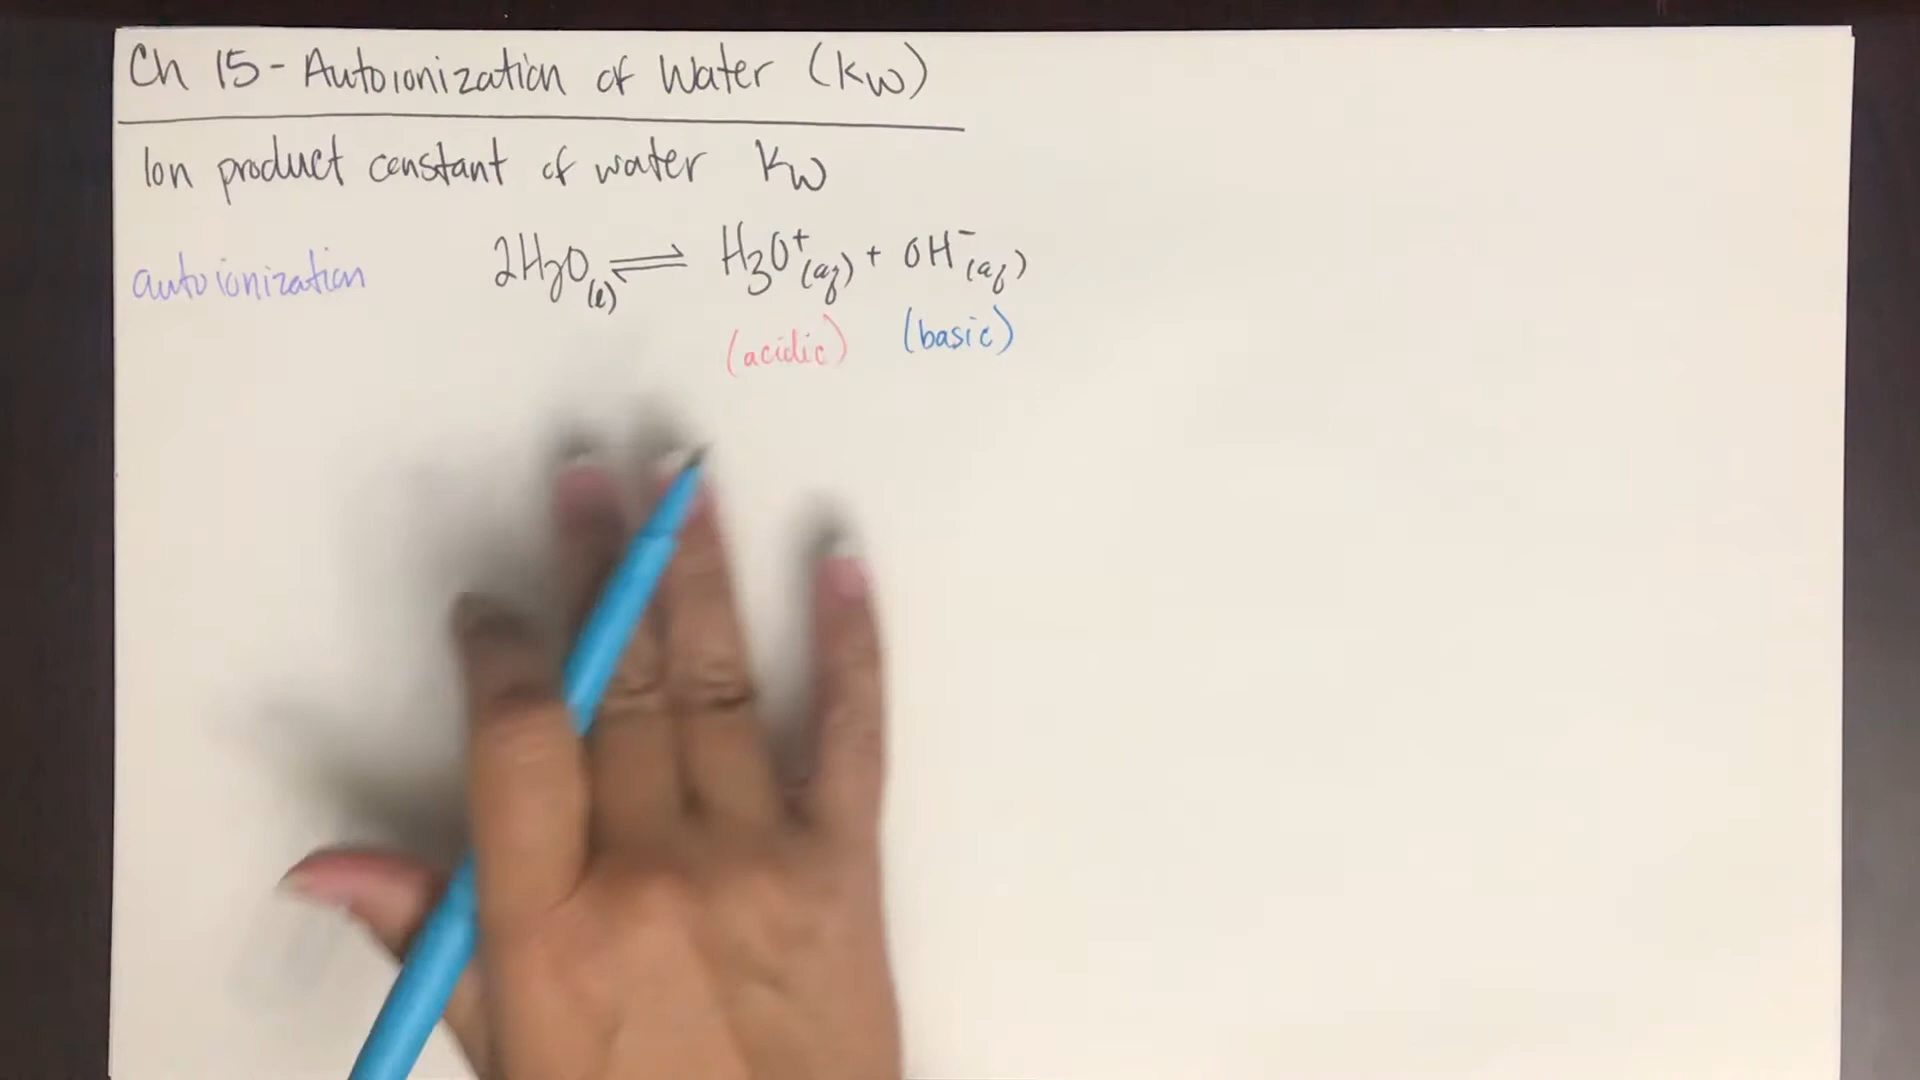 Ch 15 - Autoionization of Water (Kw)
Ion product constant of water Kw
autoionization 2H2O(l) ⇌ H3O+(aq) + OH-(aq)
(acidic) (basic)